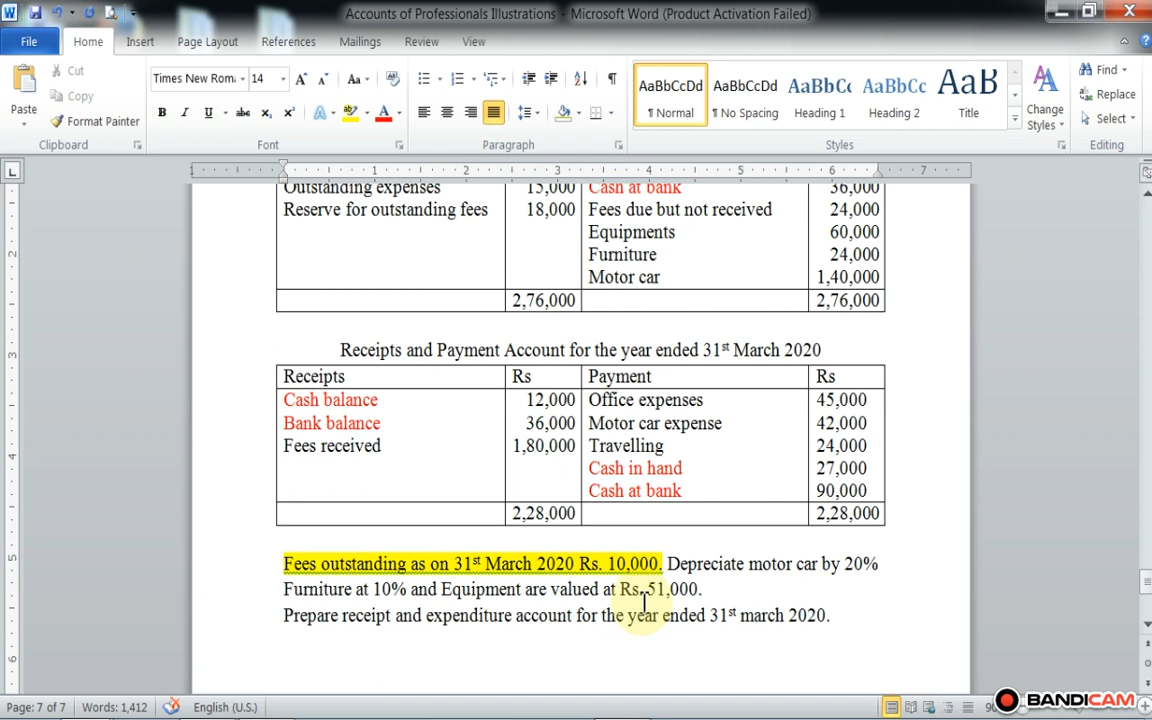 Accounts of Professionals Illustrations - Microsoft Word (Product Activation Failed)
File Home Insert Page Layout References Mailings Review View
Paste Cut Copy Format Painter
Times New Rom 14
AaBbCcDd AaBbCcDd AaBbCc AaBbCc AaB
¶ Normal ¶ No Spacing Heading 1 Heading 2 Title
Change Styles
Find Replace Select
Clipboard Font Paragraph Styles Editing
Outstanding expenses 15,000 Cash at bank 36,000
Reserve for outstanding fees 18,000 Fees due but not received 24,000
Equipments 60,000
Furniture 24,000
Motor car 1,40,000
2,76,000 2,76,000
Receipts and Payment Account for the year ended 31st March 2020
Receipts Rs Payment Rs
Cash balance 12,000 Office expenses 45,000
Bank balance 36,000 Motor car expense 42,000
Fees received 1,80,000 Travelling 24,000
Cash in hand 27,000
Cash at bank 90,000
2,28,000 2,28,000
Fees outstanding as on 31st March 2020 Rs. 10,000. Depreciate motor car by 20%
Furniture at 10% and Equipment are valued at Rs. 51,000.
Prepare receipt and expenditure account for the year ended 31st march 2020.
Page: 7 of 7 Words: 1,412 English (U.S.)
BANDICAM